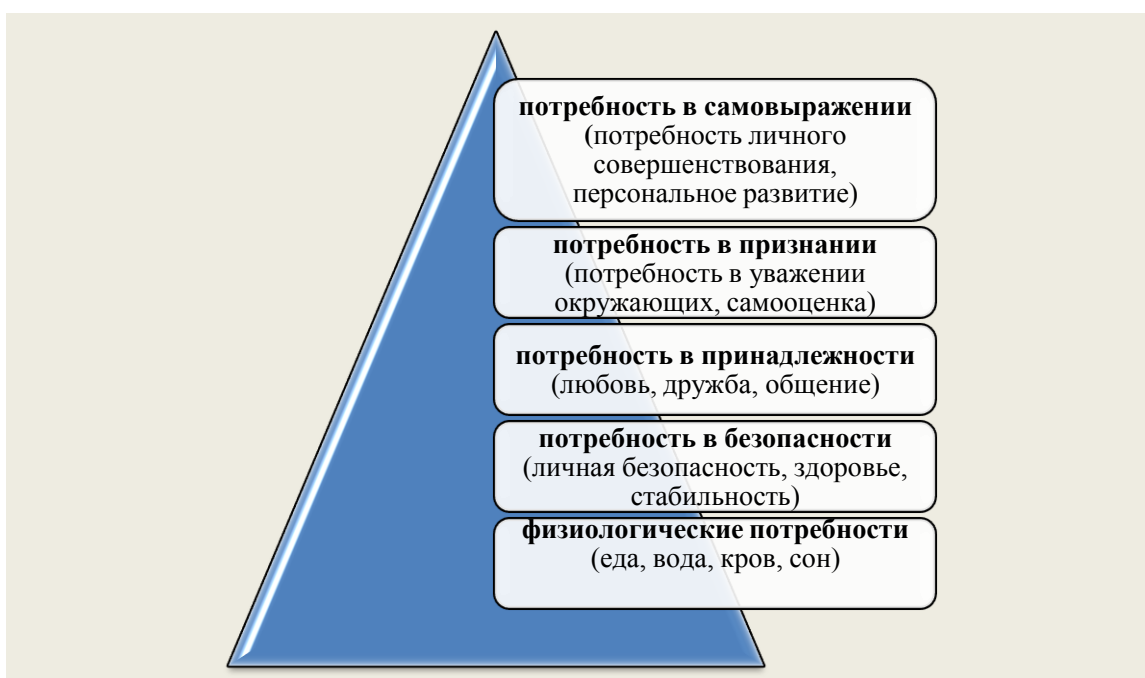 потребность в самовыражении
(потребность личного
совершенствования,
персональное развитие)
потребность в признании
(потребность в уважении
окружающих, самооценка)
потребность в принадлежности
(любовь, дружба, общение)
потребность в безопасности
(личная безопасность, здоровье,
стабильность)
физиологические потребности
(еда, вода, кров, сон)